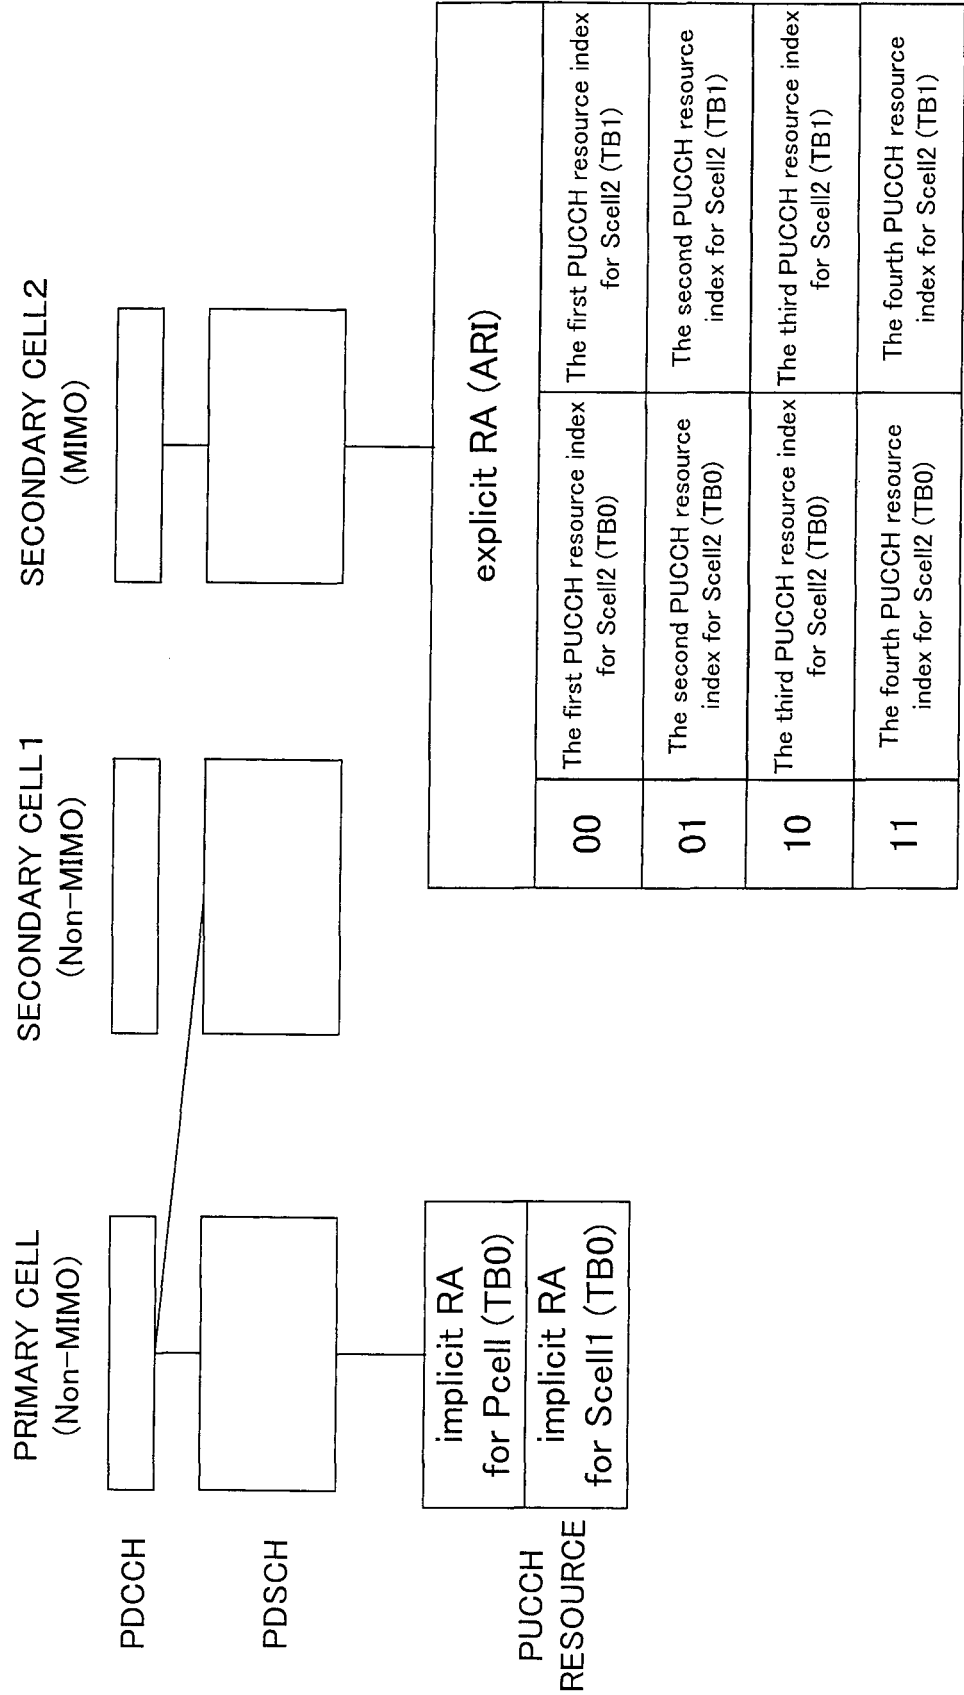 PRIMARY CELL
(Non-MIMO)
SECONDARY CELL1
(Non-MIMO)
SECONDARY CELL2
(MIMO)
PDCCH
PDSCH
PUCCH
RESOURCE
implicit RA
for Pcell (TB0)
implicit RA
for Scell1 (TB0)
explicit RA (ARI)
00
The first PUCCH resource index
for Scell2 (TB0)
The first PUCCH resource index
for Scell2 (TB1)
01
The second PUCCH resource
index for Scell2 (TB0)
The second PUCCH resource
index for Scell2 (TB1)
10
The third PUCCH resource index
for Scell2 (TB0)
The third PUCCH resource index
for Scell2 (TB1)
11
The fourth PUCCH resource
index for Scell2 (TB0)
The fourth PUCCH resource
index for Scell2 (TB1)